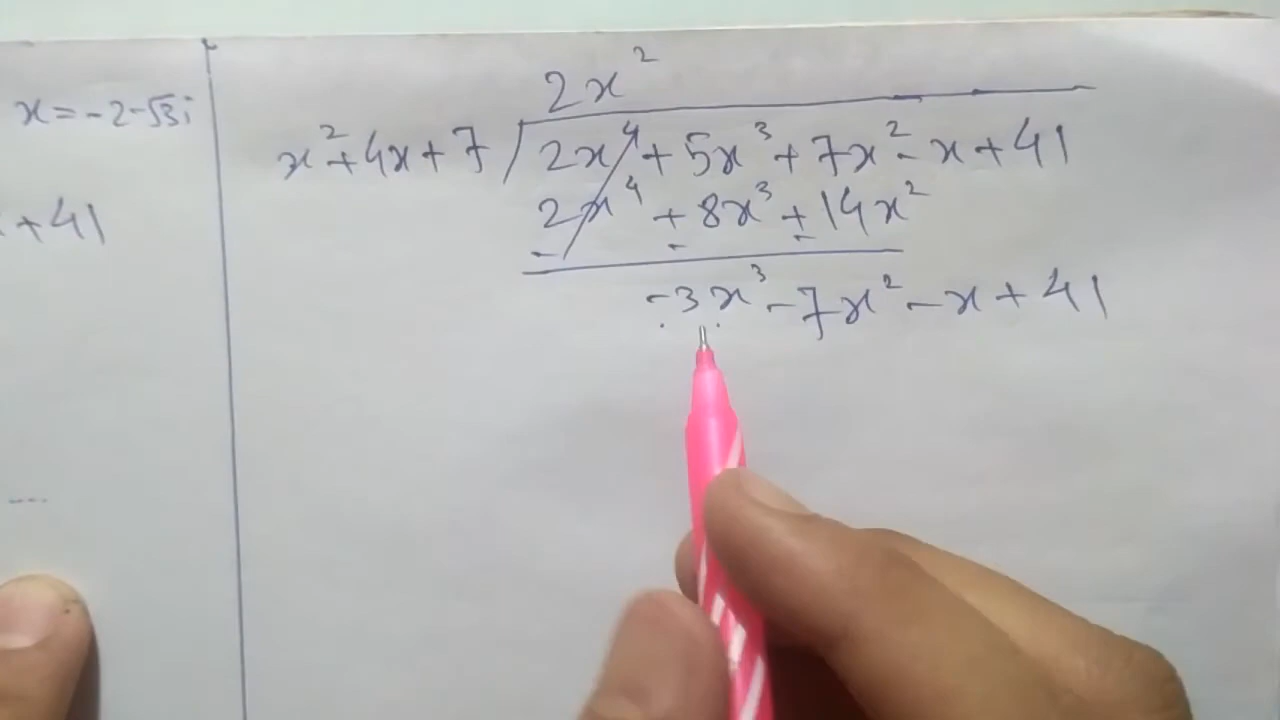 x = -2-√3i
+41
2x²
x²+4x+7 ) 2x⁴ + 5x³ + 7x² - x + 41
2x⁴ + 8x³ + 14x²
- - -
-3x³ - 7x² - x + 41